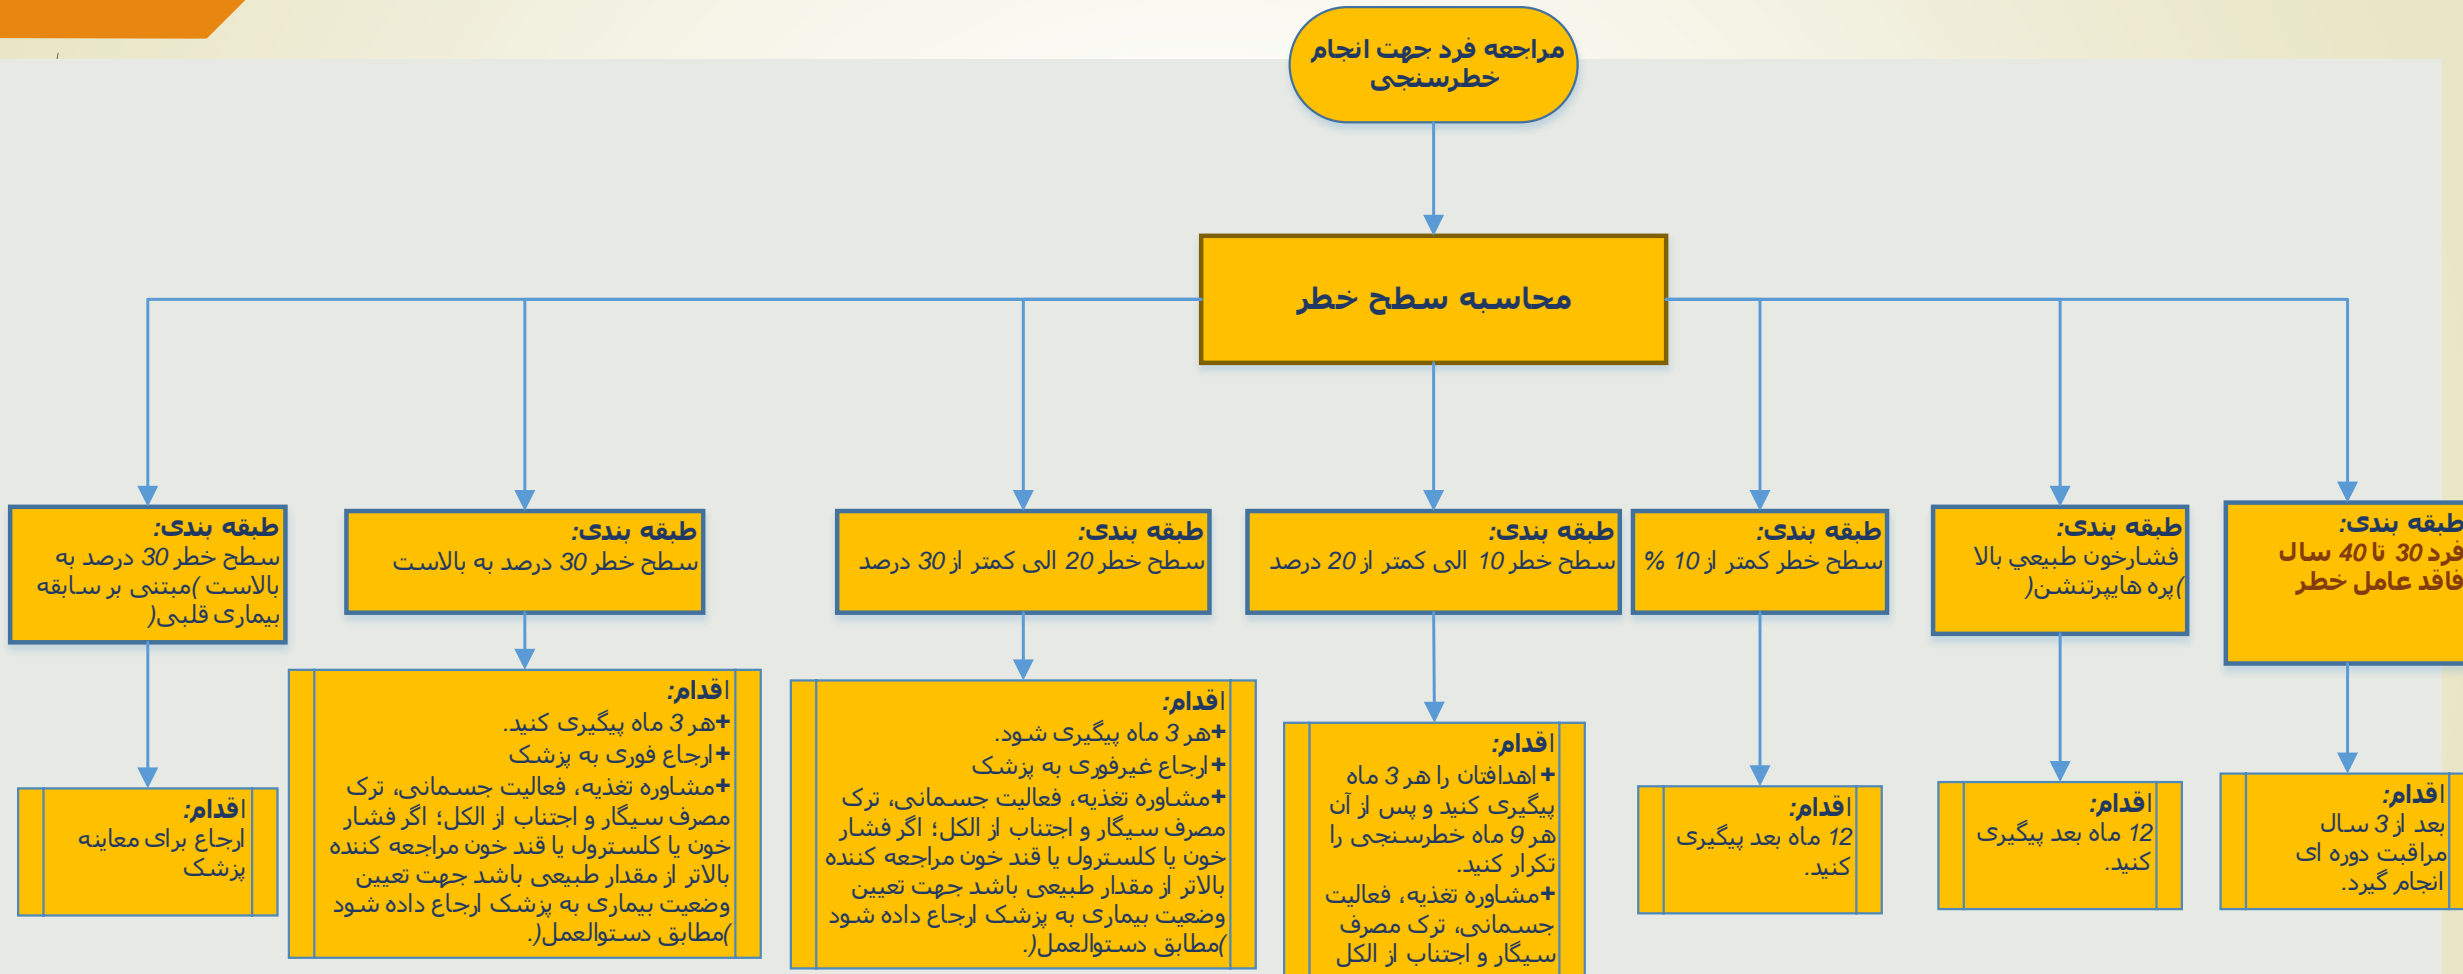 مراجعه فرد جهت انجام
خطرسنجی
محاسبه سطح خطر
طبقه بندی:
فرد 30 تا 40 سال
فاقد عامل خطر
طبقه بندی:
فشارخون طبیعي بالا
)پره هایپرتنشن(
طبقه بندی:
سطح خطر کمتر از 10 %
طبقه بندی:
سطح خطر 10 الی کمتر از 20 درصد
طبقه بندی:
سطح خطر 20 الی کمتر از 30 درصد
طبقه بندی:
سطح خطر 30 درصد به بالاست
طبقه بندی:
سطح خطر 30 درصد به
بالاست )مبتنی بر سابقه
بیماری قلبی(
اقدام:
بعد از 3 سال
مراقبت دوره ای
انجام گیرد.
اقدام:
12 ماه بعد پیگیری
کنید.
اقدام:
12 ماه بعد پیگیری
کنید.
اقدام:
+اهدافتان را هر 3 ماه
پیگیری کنید و پس از آن
هر 9 ماه خطرسنجی را
تکرار کنید.
+مشاوره تغذیه، فعالیت
جسمانی، ترک مصرف
سیگار و اجتناب از الکل
اقدام:
+هر 3 ماه پیگیری شود.
+ارجاع غیرفوری به پزشک
+مشاوره تغذیه، فعالیت جسمانی، ترک
مصرف سیگار و اجتناب از الکل؛ اگر فشار
خون یا کلسترول یا قند خون مراجعه کننده
بالاتر از مقدار طبیعی باشد جهت تعیین
وضعیت بیماری به پزشک ارجاع داده شود
)مطابق دستوالعمل(.
اقدام:
+هر 3 ماه پیگیری کنید.
+ارجاع فوری به پزشک
+مشاوره تغذیه، فعالیت جسمانی، ترک
مصرف سیگار و اجتناب از الکل؛ اگر فشار
خون یا کلسترول یا قند خون مراجعه کننده
بالاتر از مقدار طبیعی باشد جهت تعیین
وضعیت بیماری به پزشک ارجاع داده شود
)مطابق دستوالعمل(.
اقدام:
ارجاع برای معاینه
پزشک